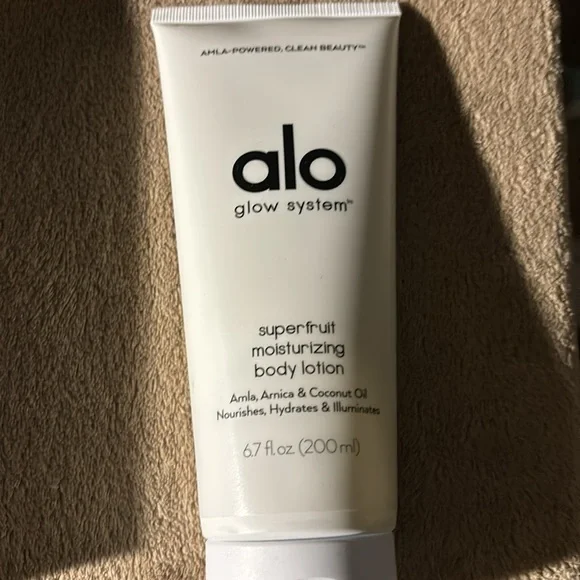 AMLA-POWERED, CLEAN BEAUTY™
alo
glow system™
superfruit
moisturizing
body lotion
Amla, Arnica & Coconut Oil
Nourishes, Hydrates & Illuminates
6.7 fl.oz. (200 ml)